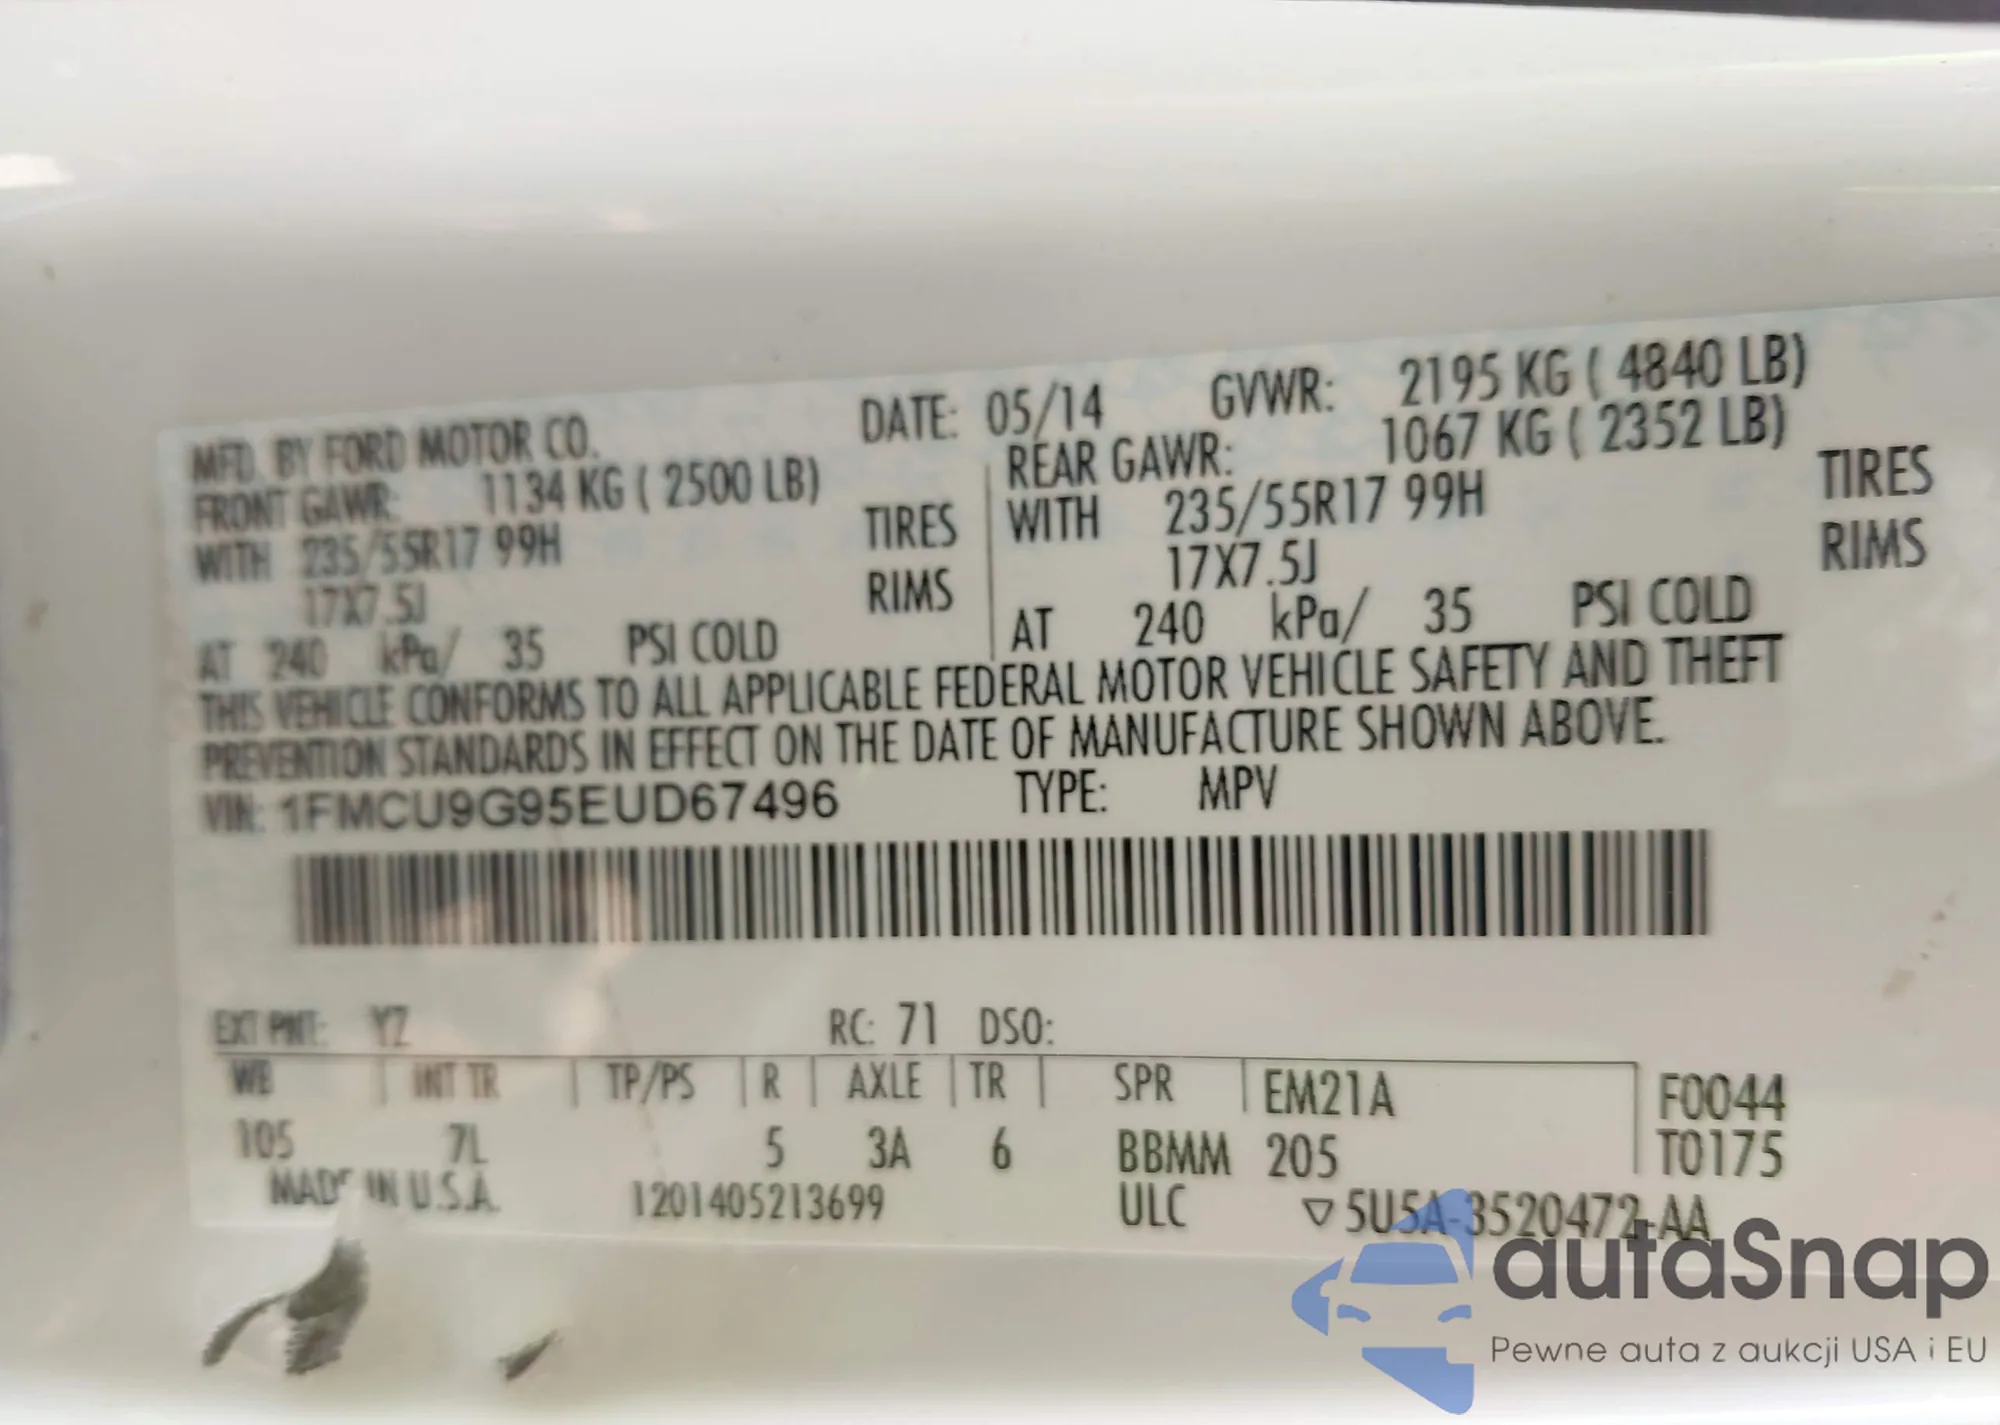 MFD. BY FORD MOTOR CO. DATE: 05/14 GVWR: 2195 KG ( 4840 LB)
FRONT GAWR: 1134 KG ( 2500 LB) REAR GAWR: 1067 KG ( 2352 LB)
WITH 235/55R17 99H TIRES WITH 235/55R17 99H TIRES
17X7.5J RIMS 17X7.5J RIMS
AT 240 kPa/ 35 PSI COLD AT 240 kPa/ 35 PSI COLD
THIS VEHICLE CONFORMS TO ALL APPLICABLE FEDERAL MOTOR VEHICLE SAFETY AND THEFT
PREVENTION STANDARDS IN EFFECT ON THE DATE OF MANUFACTURE SHOWN ABOVE.
VIN: 1FMCU9G95EUD67496 TYPE: MPV
EXT PNT: YZ RC: 71 DSO:
WB INT TR TP/PS R AXLE TR SPR EM21A F0044
105 7L 5 3A 6 BBMM 205 T0175
MADE IN U.S.A. 1201405213699 ULC ▽5U5A-3520472-AA
autaSnap
Pewne auta z aukcji USA i EU